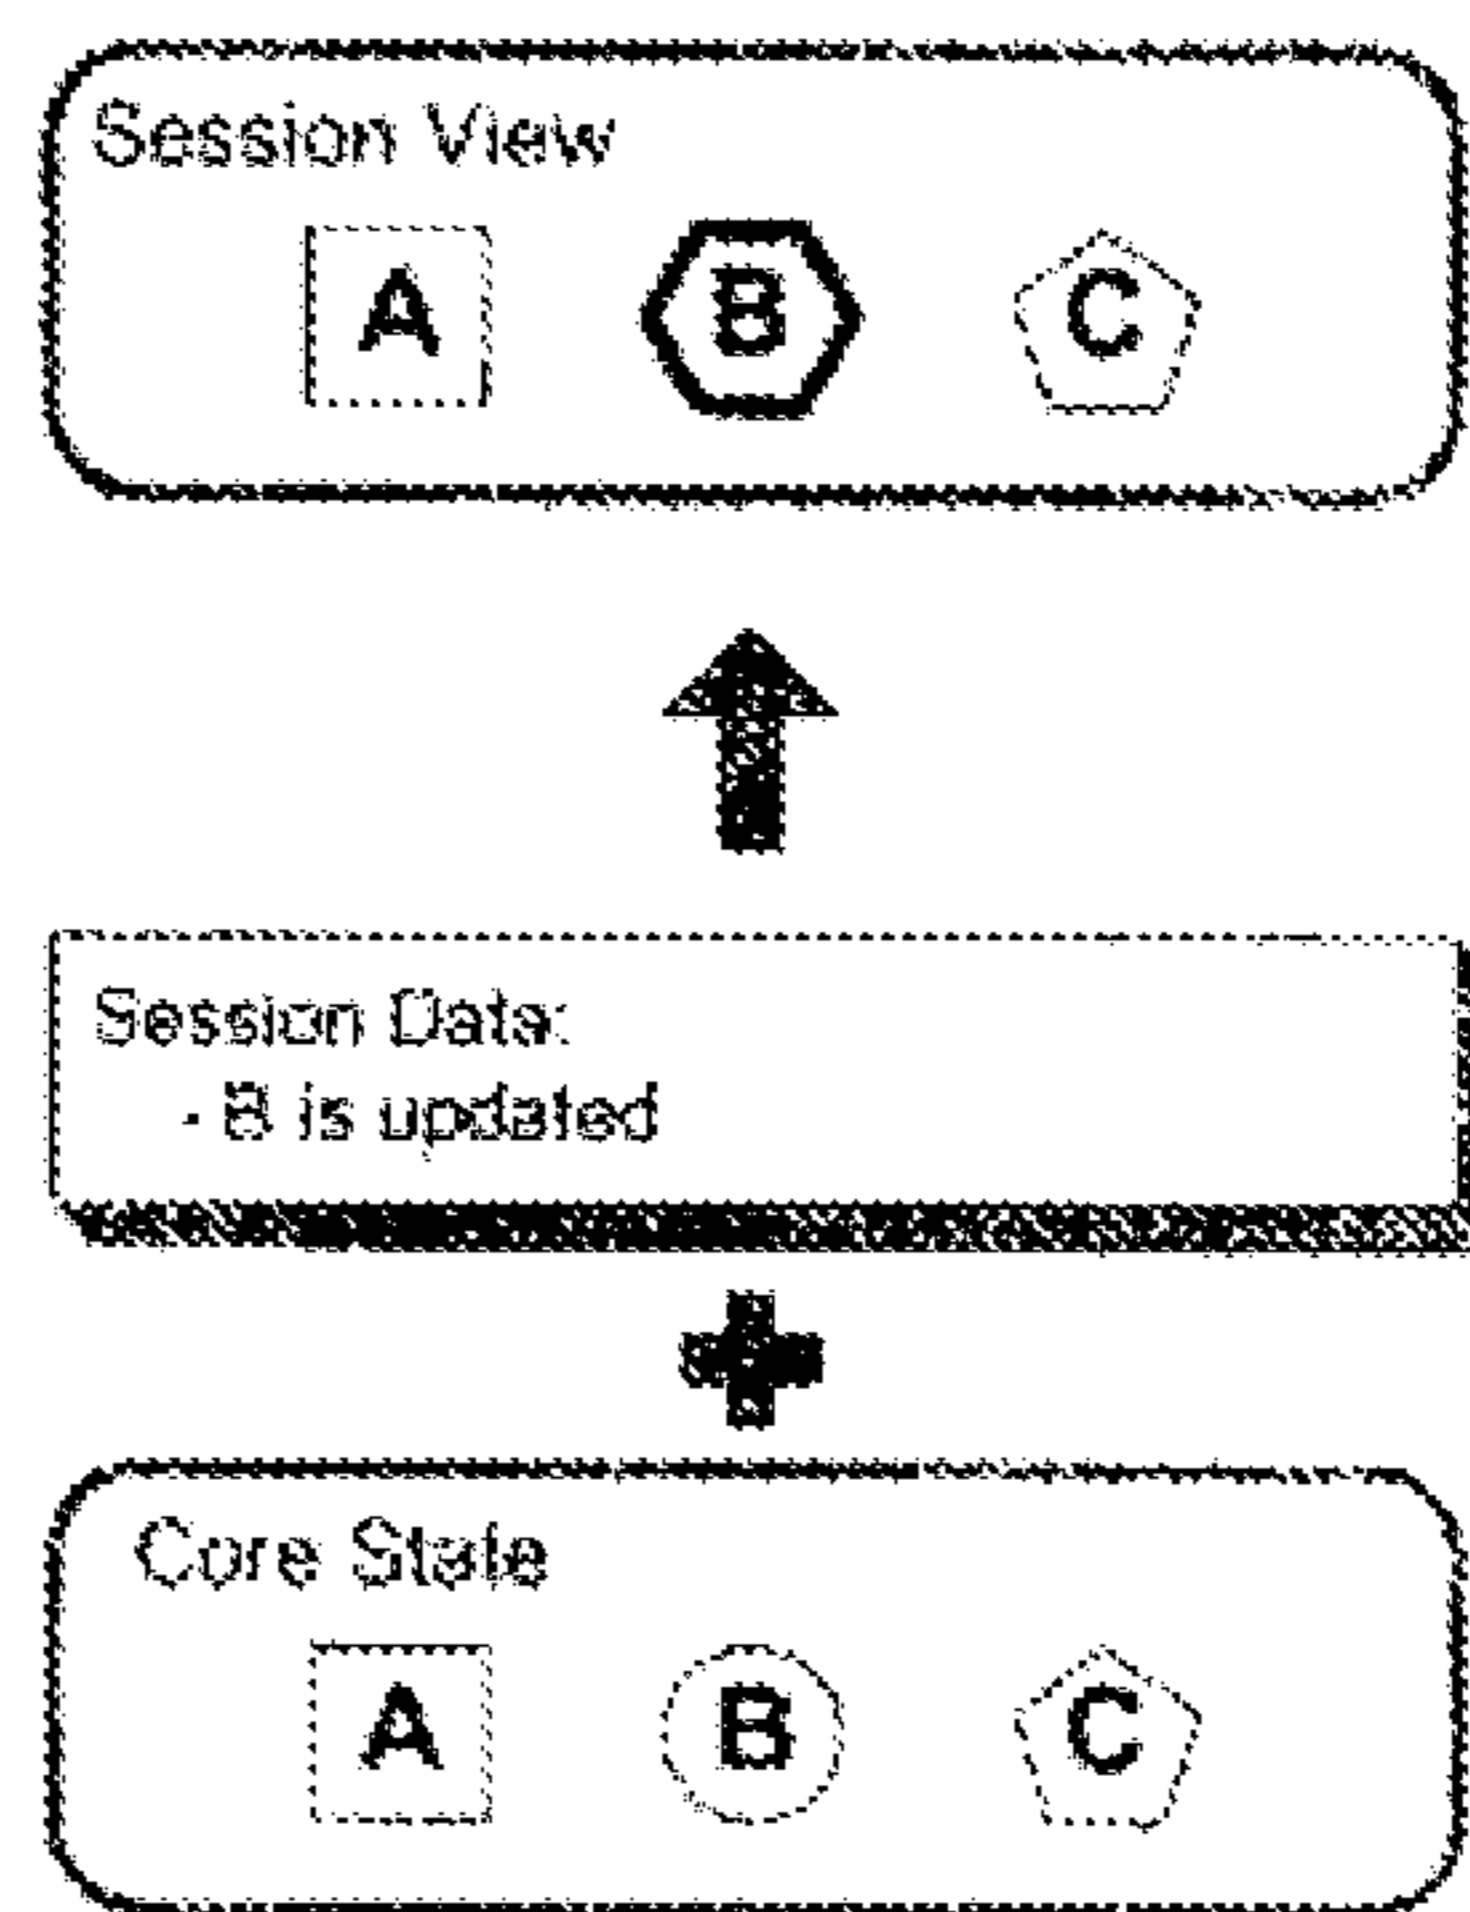 Session View
A B C
Session Data:
- B is updated
Core State
A B C